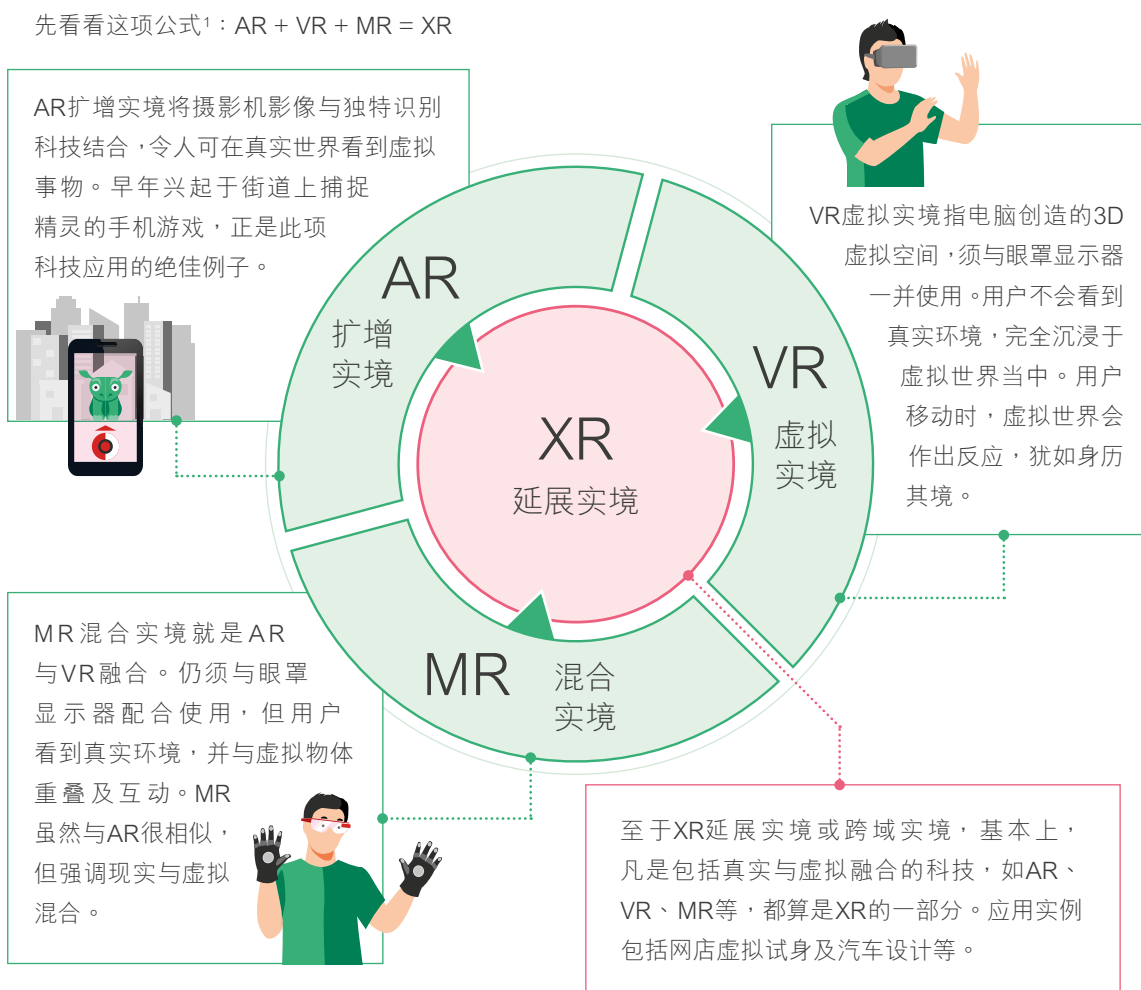 先看看这项公式¹：AR + VR + MR = XR
AR扩增实境将摄影机影像与独特识别
科技结合，令人可在真实世界看到虚拟
事物。早年兴起于街道上捕捉
精灵的手机游戏，正是此项
科技应用的绝佳例子。
VR虚拟实境指电脑创造的3D
虚拟空间，须与眼罩显示器
一并使用。用户不会看到
真实环境，完全沉浸于
虚拟世界当中。用户
移动时，虚拟世界会
作出反应，犹如身历
其境。
AR
扩增
实境
VR
虚拟
实境
XR
延展实境
MR
混合
实境
MR混合实境就是AR
与VR融合。仍须与眼罩
显示器配合使用，但用户
看到真实环境，并与虚拟物体
重叠及互动。MR
虽然与AR很相似，
但强调现实与虚拟
混合。
至于XR延展实境或跨域实境，基本上，
凡是包括真实与虚拟融合的科技，如AR、
VR、MR等，都算是XR的一部分。应用实例
包括网店虚拟试身及汽车设计等。